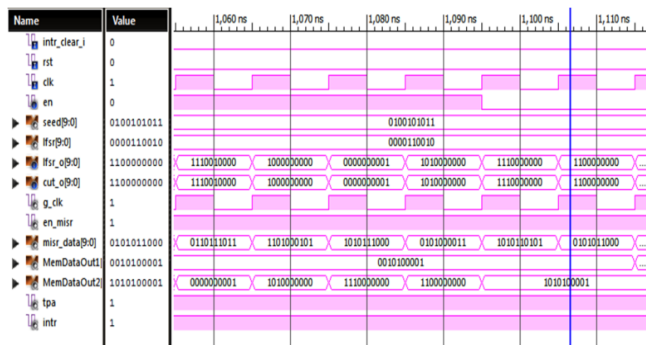 Name Value 1,060 ns 1,080 ns 1,090 ns 1,100 ns 1,110 ns
intr_clear_i 0
rst 0
clk 1
en 0
seed[9:0] 0100101011 0100101011
lfsr[9:0] 0000110010 0000110010
lfsr_o[9:0] 1100000000 1110010000 1000000000 0000000001 1010000000 1110000000 1100000000 ...
cut_o[9:0] 1100000000 1110010000 1000000000 0000000001 1010000000 1110000000 1100000000 ...
g_clk 1
en_misr 1
misr_data[9:0] 0101011000 0110111011 1101000101 1010111000 0101000011 1010110101 0101011000 ...
MemDataOut1[ 0010100001 0010100001 ...
MemDataOut2[ 1010100001 0000000001 1010000000 1110000000 1100000000 1010100001
tpa 1
intr 1